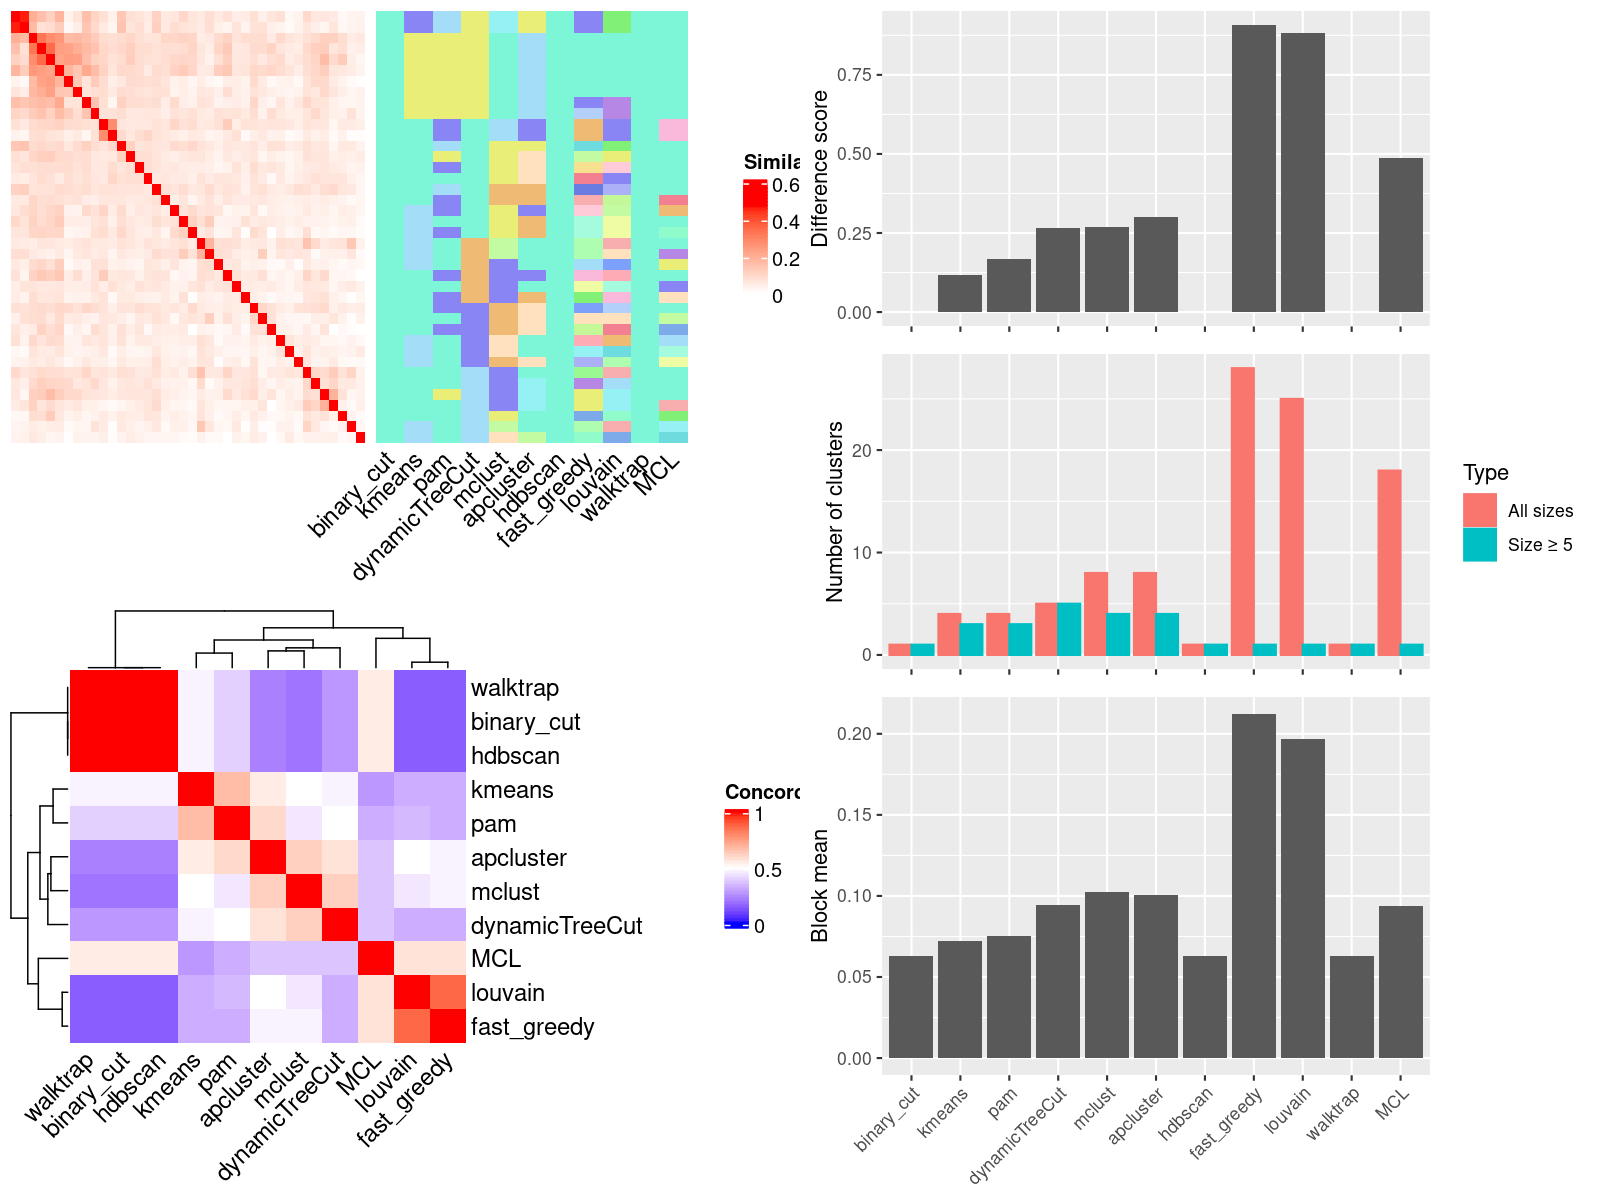 Simila
0.6
0.4
0.2
0
binary_cut
kmeans
pam
dynamicTreeCut
mclust
apcluster
hdbscan
fast_greedy
louvain
walktrap
MCL
Difference score
0.75
0.50
0.25
0.00
Number of clusters
20
10
0
Type
All sizes
Size ≥ 5
walktrap
binary_cut
hdbscan
kmeans
pam
apcluster
mclust
dynamicTreeCut
MCL
louvain
fast_greedy
walktrap
binary_cut
hdbscan
kmeans
pam
apcluster
mclust
dynamicTreeCut
MCL
louvain
fast_greedy
Concord
1
0.5
0
Block mean
0.20
0.15
0.10
0.05
0.00
binary_cut
kmeans
pam
dynamicTreeCut
mclust
apcluster
hdbscan
fast_greedy
louvain
walktrap
MCL